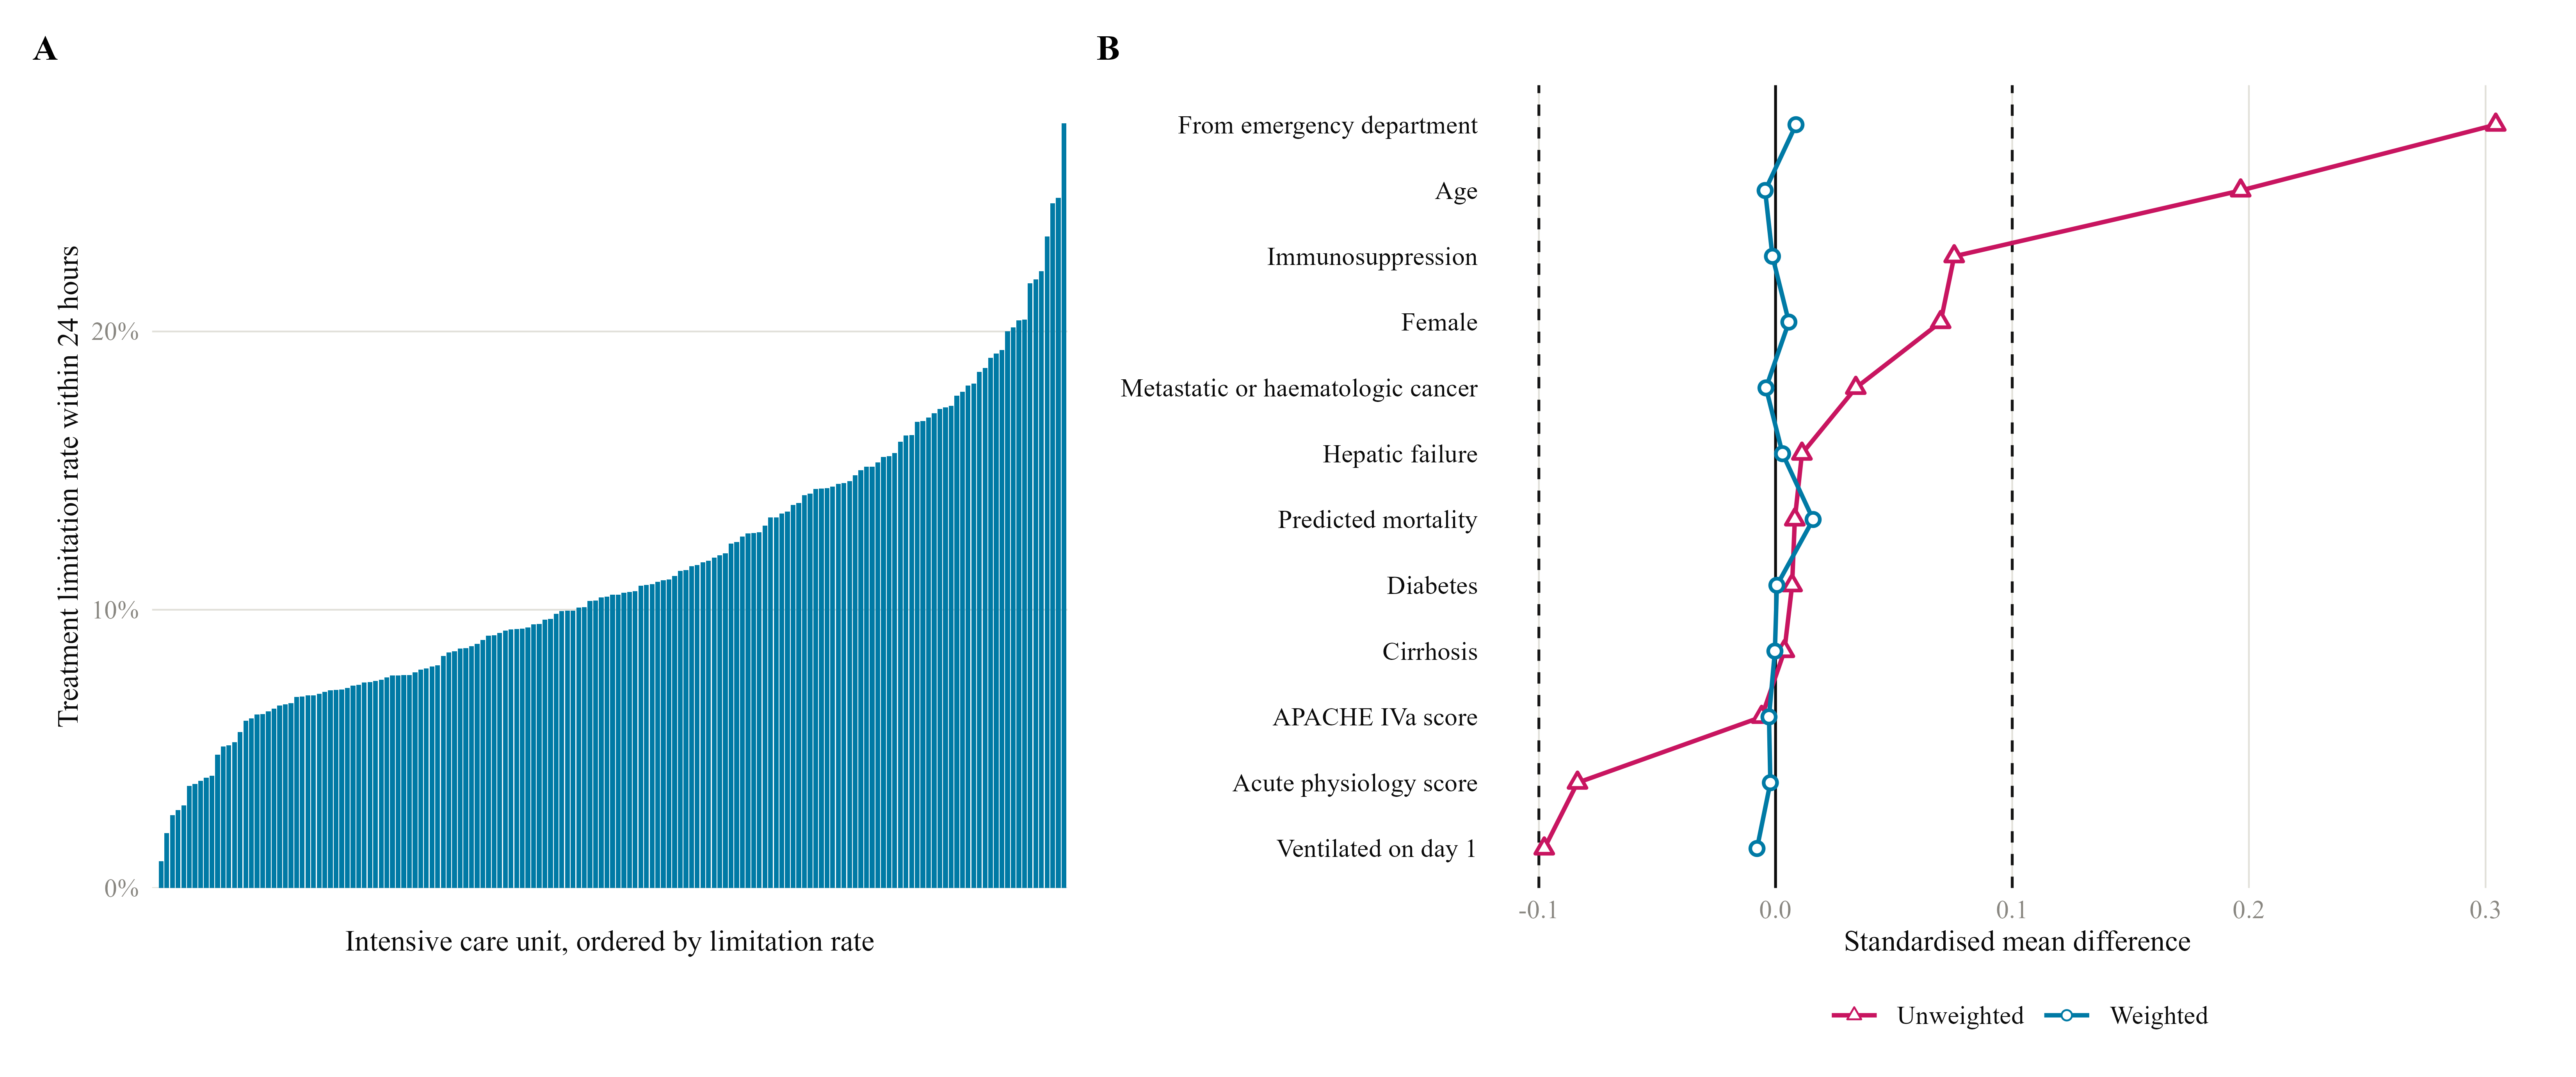 A
Treatment limitation rate within 24 hours
20%
10%
0%
Intensive care unit, ordered by limitation rate
B
From emergency department
Age
Immunosuppression
Female
Metastatic or haematologic cancer
Hepatic failure
Predicted mortality
Diabetes
Cirrhosis
APACHE IVa score
Acute physiology score
Ventilated on day 1
-0.1 0.0 0.1 0.2 0.3
Standardised mean difference
Unweighted Weighted